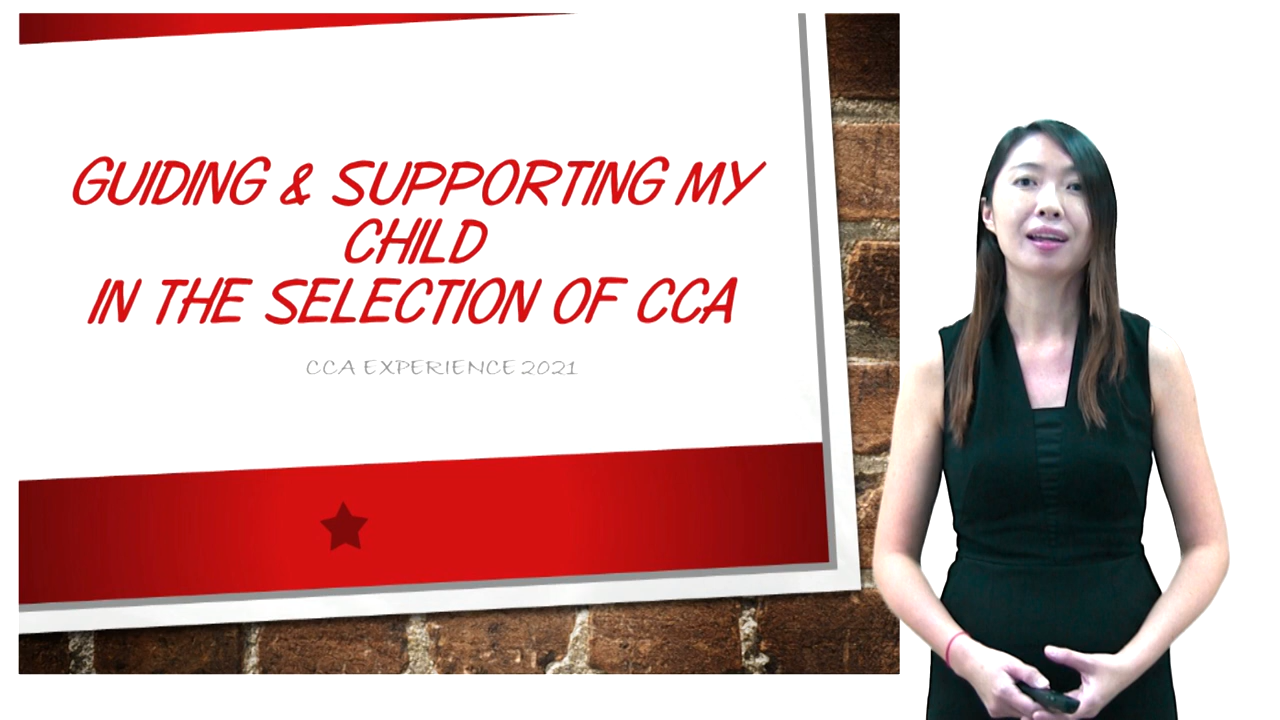 GUIDING & SUPPORTING MY
CHILD
IN THE SELECTION OF CCA
CCA EXPERIENCE 2021